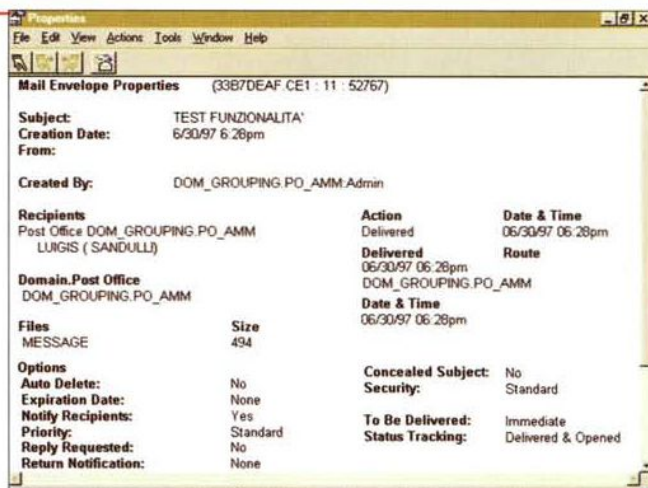 Properties
File Edit View Actions Tools Window Help
Mail Envelope Properties (33B7DEAF.CE1 : 11 : 52767)
Subject: TEST FUNZIONALITA'
Creation Date: 6/30/97 6:28pm
From:
Created By: DOM_GROUPING.PO_AMM:Admin
Recipients Action Date & Time
Post Office DOM_GROUPING.PO_AMM Delivered 06/30/97 06:28pm
LUIGIS ( SANDULLI)
Delivered Route
06/30/97 06:28pm
Domain.Post Office DOM_GROUPING.PO_AMM
DOM_GROUPING.PO_AMM
Date & Time
Files Size 06/30/97 06:28pm
MESSAGE 494
Options
Auto Delete: No
Expiration Date: None
Notify Recipients: Yes
Priority: Standard
Reply Requested: No
Return Notification: None
Concealed Subject: No
Security: Standard
To Be Delivered: Immediate
Status Tracking: Delivered & Opened